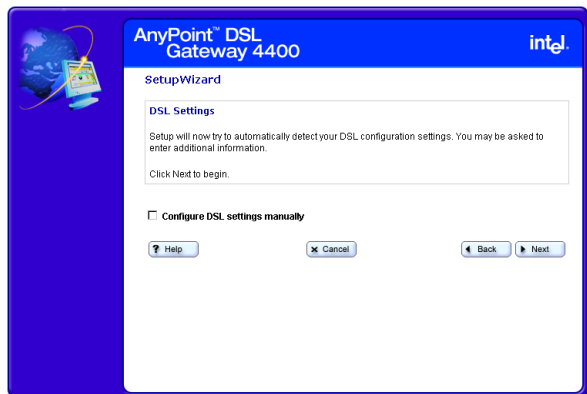 AnyPoint™ DSL
Gateway 4400
intel.
SetupWizard
DSL Settings
Setup will now try to automatically detect your DSL configuration settings. You may be asked to
enter additional information.
Click Next to begin.
Configure DSL settings manually
? Help
x Cancel
Back
Next